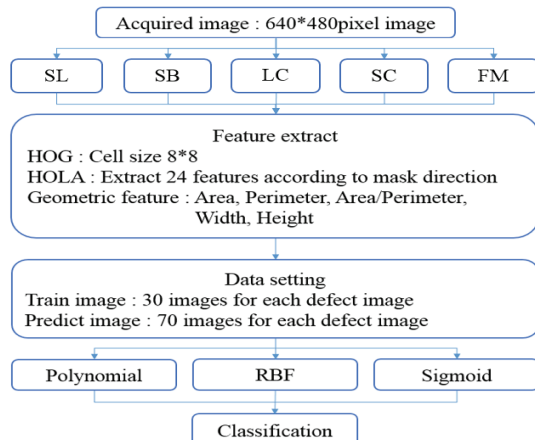 Acquired image : 640*480pixel image
SL SB LC SC FM
Feature extract
HOG : Cell size 8*8
HOLA : Extract 24 features according to mask direction
Geometric feature : Area, Perimeter, Area/Perimeter,
Width, Height
Data setting
Train image : 30 images for each defect image
Predict image : 70 images for each defect image
Polynomial RBF Sigmoid
Classification